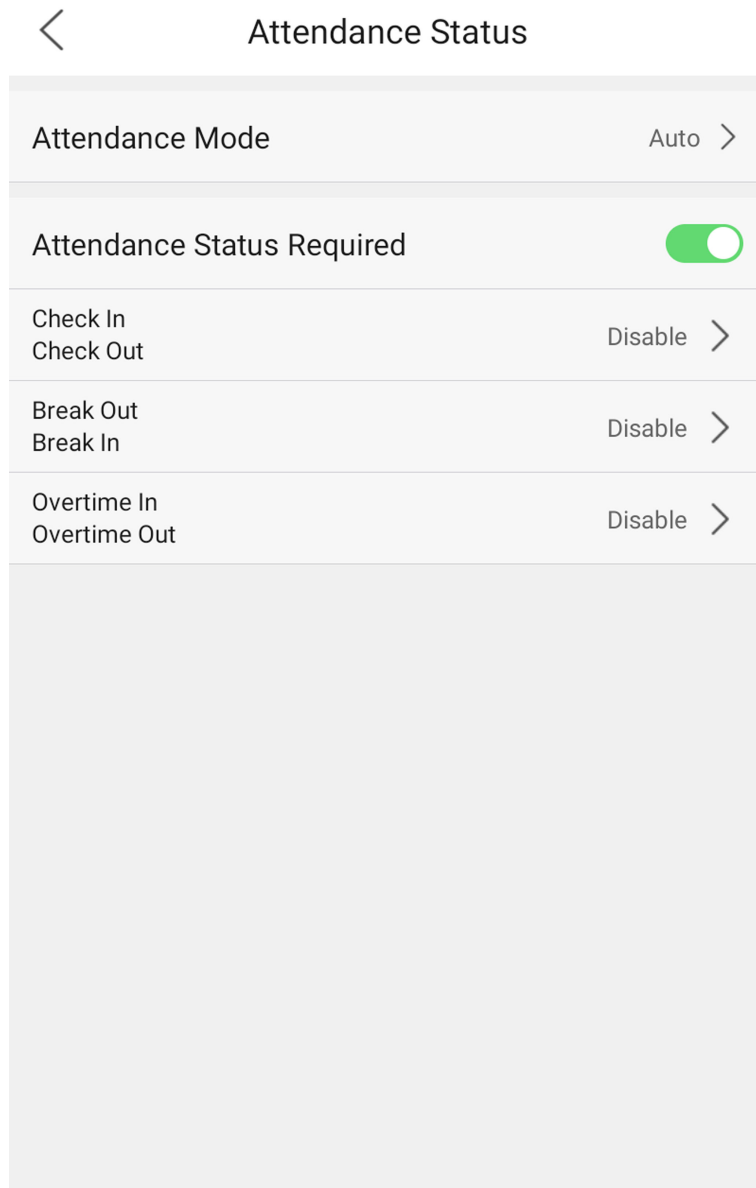 Attendance Status
Attendance Mode
Auto
Attendance Status Required
Check In
Check Out
Disable
Break Out
Break In
Disable
Overtime In
Overtime Out
Disable